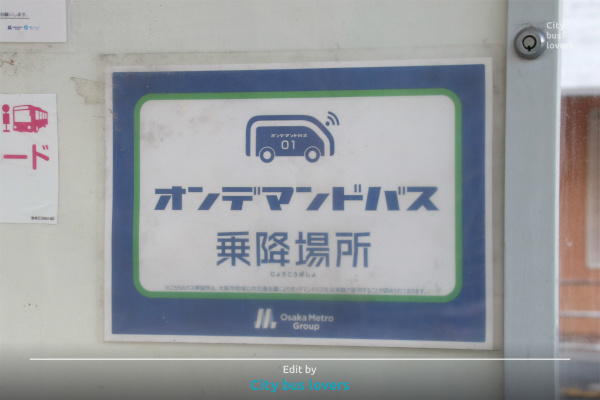 City
bus
lovers
ード
オンデマンドバス
01
オンデマンドバス
乗降場所
じょうこうばしょ
Osaka Metro
Group
Edit by
City bus lovers